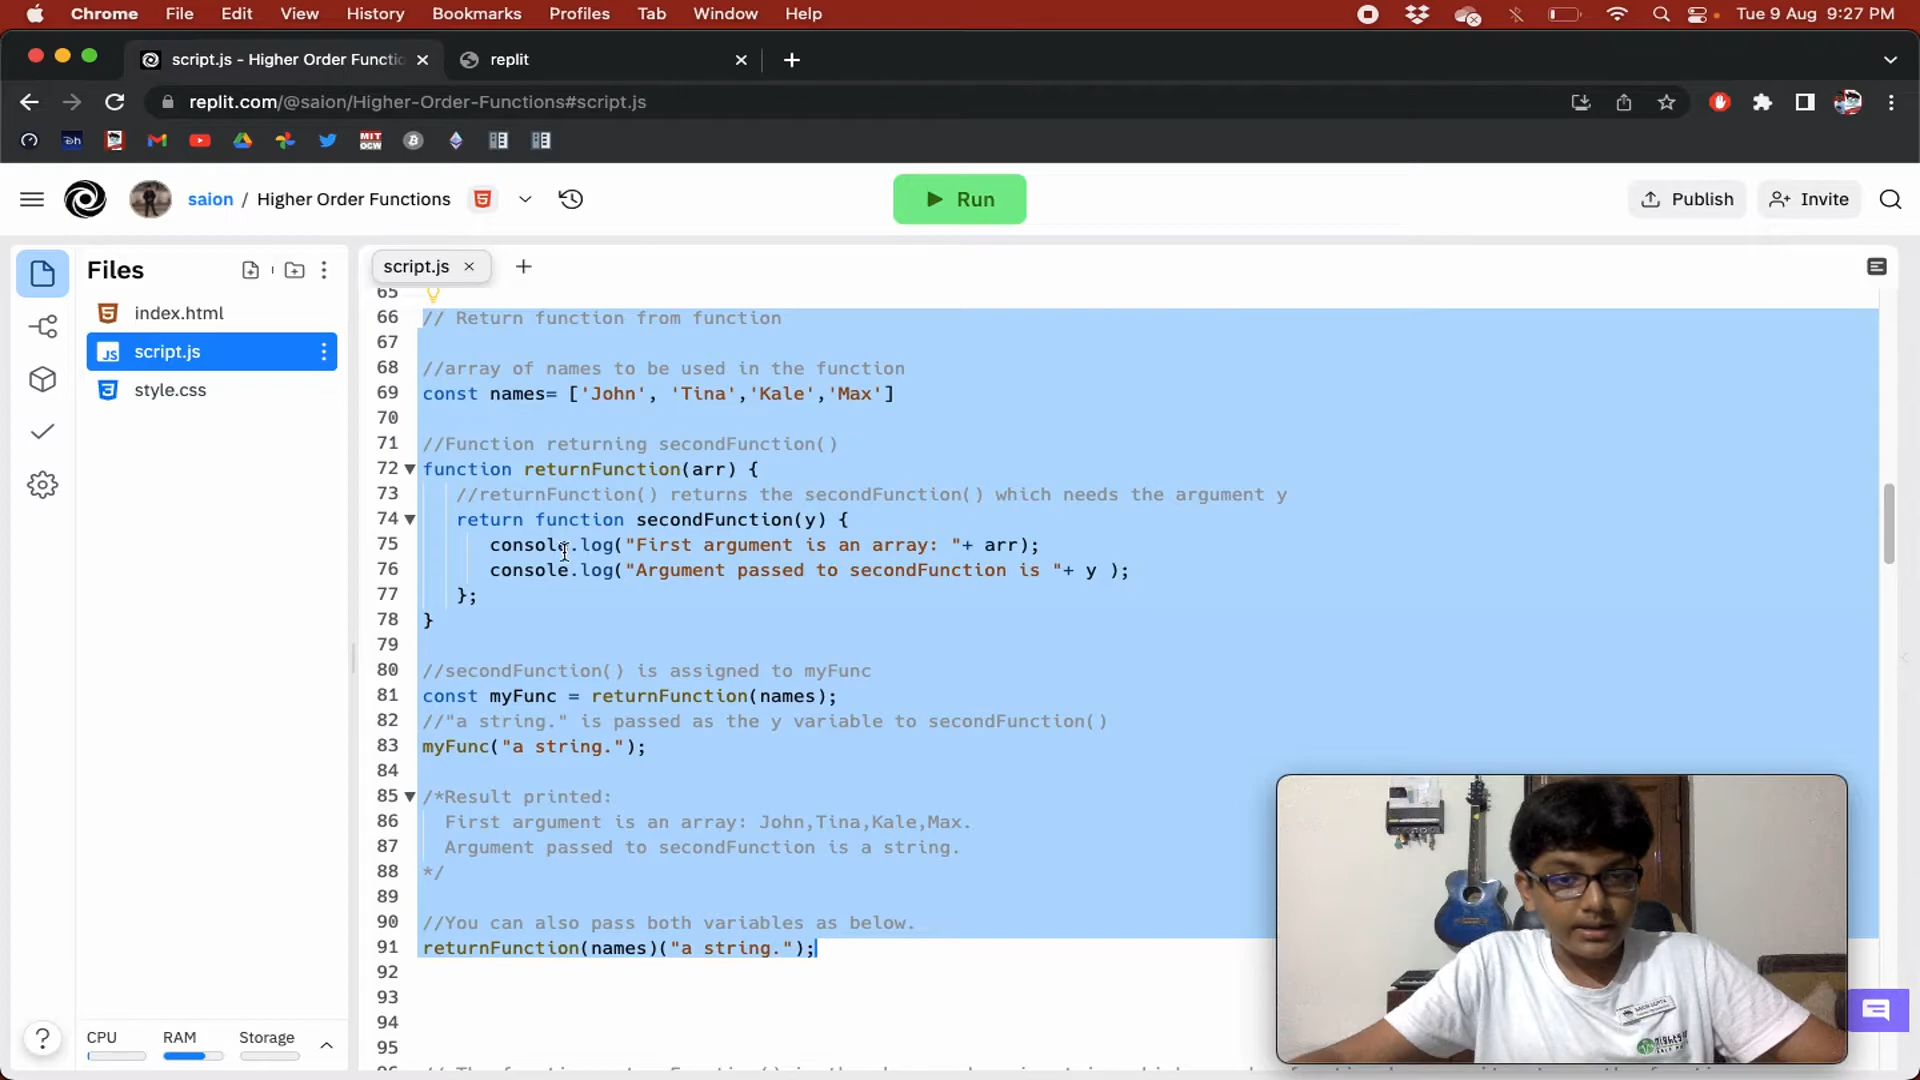 Chrome File Edit View History Bookmarks Profiles Tab Window Help Tue 9 Aug 9:27 PM
script.js - Higher Order Functio replit
replit.com/@saion/Higher-Order-Functions#script.js
MIT OCW
saion / Higher Order Functions Run Publish Invite
Files script.js
index.html
script.js
style.css
65
66 // Return function from function
67
68 //array of names to be used in the function
69 const names= ['John', 'Tina','Kale','Max']
70
71 //Function returning secondFunction()
72 function returnFunction(arr) {
73 //returnFunction() returns the secondFunction() which needs the argument y
74 return function secondFunction(y) {
75 console.log("First argument is an array: "+ arr);
76 console.log("Argument passed to secondFunction is "+ y );
77 };
78 }
79
80 //secondFunction() is assigned to myFunc
81 const myFunc = returnFunction(names);
82 //"a string." is passed as the y variable to secondFunction()
83 myFunc("a string.");
84
85 /*Result printed:
86 First argument is an array: John,Tina,Kale,Max.
87 Argument passed to secondFunction is a string.
88 */
89
90 //You can also pass both variables as below.
91 returnFunction(names)("a string.");
92
93
94
95
CPU RAM Storage